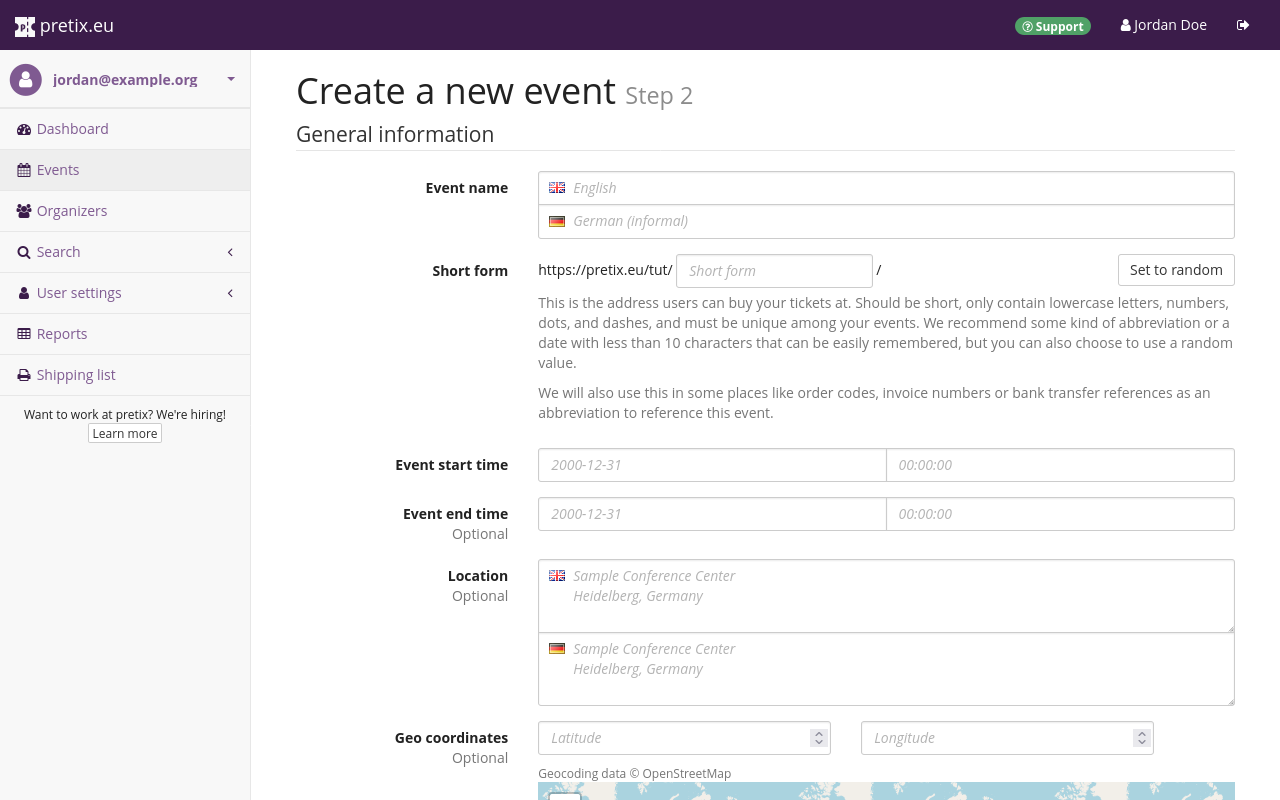 pretix.eu
Support
Jordan Doe
jordan@example.org
Dashboard
Events
Organizers
Search
User settings
Reports
Shipping list
Want to work at pretix? We're hiring!
Learn more
Create a new event Step 2
General information
Event name
English
German (informal)
Short form
https://pretix.eu/tut/ Short form /
Set to random
This is the address users can buy your tickets at. Should be short, only contain lowercase letters, numbers,
dots, and dashes, and must be unique among your events. We recommend some kind of abbreviation or a
date with less than 10 characters that can be easily remembered, but you can also choose to use a random
value.
We will also use this in some places like order codes, invoice numbers or bank transfer references as an
abbreviation to reference this event.
Event start time
2000-12-31
00:00:00
Event end time
Optional
2000-12-31
00:00:00
Location
Optional
Sample Conference Center
Heidelberg, Germany
Sample Conference Center
Heidelberg, Germany
Geo coordinates
Optional
Latitude
Longitude
Geocoding data © OpenStreetMap